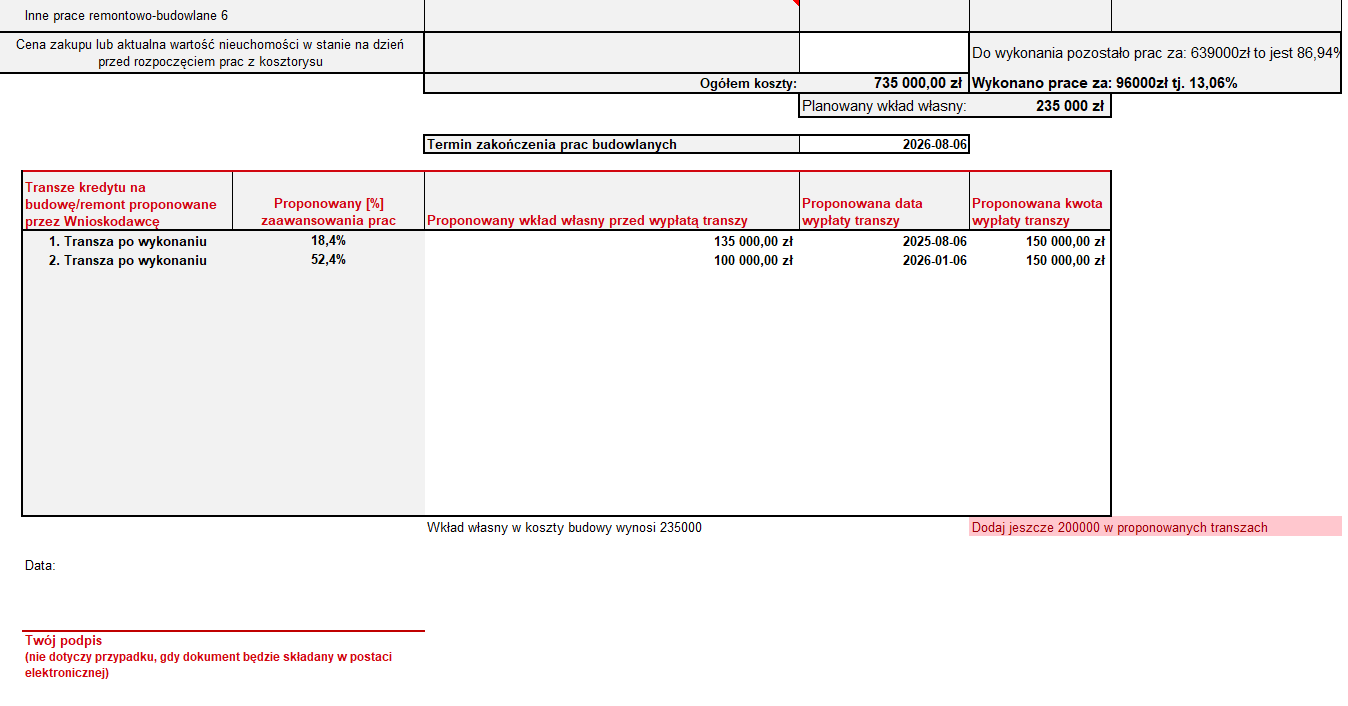 Inne prace remontowo-budowlane 6
Cena zakupu lub aktualna wartość nieuchomości w stanie na dzień
przed rozpoczęciem prac z kosztorysu
Do wykonania pozostało prac za: 639000zł to jest 86,94%
Ogółem koszty: 735 000,00 zł Wykonano prace za: 96000zł tj. 13,06%
Planowany wkład własny: 235 000 zł
Termin zakończenia prac budowlanych 2026-08-06
Transze kredytu na
budowę/remont proponowane
przez Wnioskodawcę
Proponowany [%]
zaawansowania prac
Proponowany wkład własny przed wypłatą transzy
Proponowana data
wypłaty transzy
Proponowana kwota
wypłaty transzy
1. Transza po wykonaniu 18,4% 135 000,00 zł 2025-08-06 150 000,00 zł
2. Transza po wykonaniu 52,4% 100 000,00 zł 2026-01-06 150 000,00 zł
Wkład własny w koszty budowy wynosi 235000 Dodaj jeszcze 200000 w proponowanych transzach
Data:
Twój podpis
(nie dotyczy przypadku, gdy dokument będzie składany w postaci
elektronicznej)